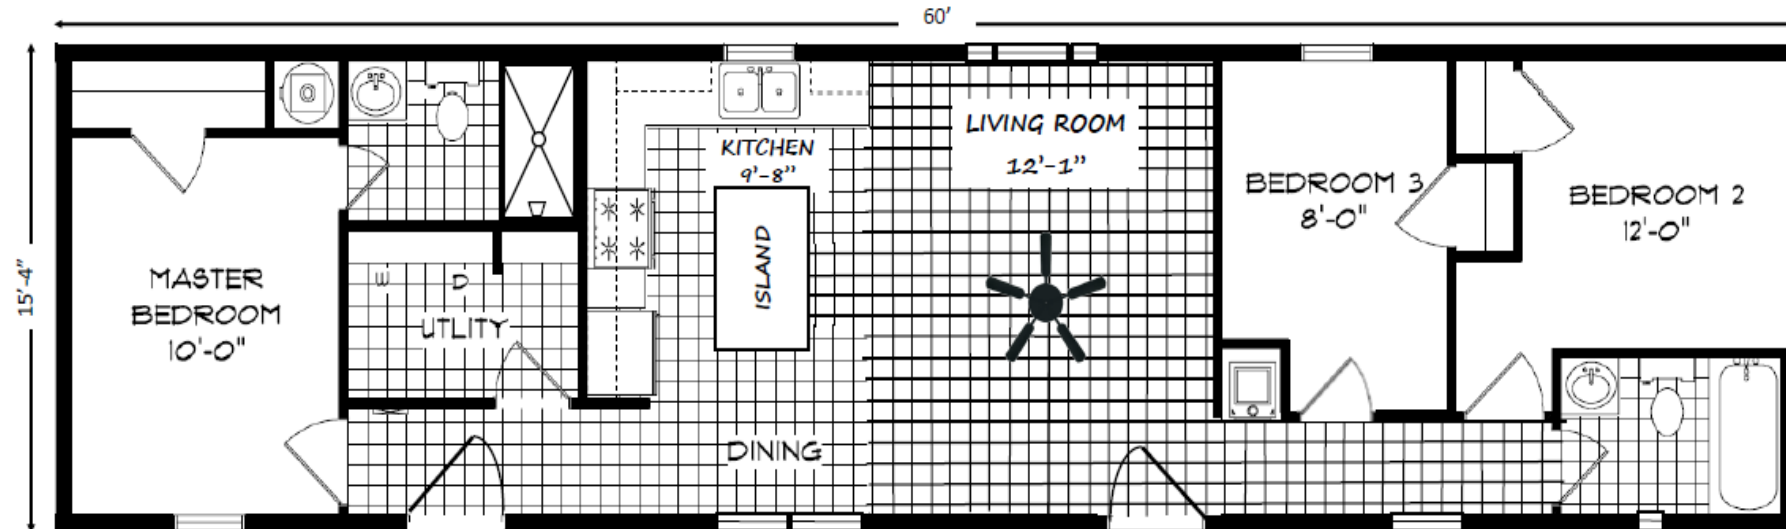 60’
15’-4”
MASTER
BEDROOM
10'-0"
W
D
UTLITY
KITCHEN
9’-8”
ISLAND
DINING
LIVING ROOM
12’-1”
BEDROOM 3
8'-0"
BEDROOM 2
12'-0"